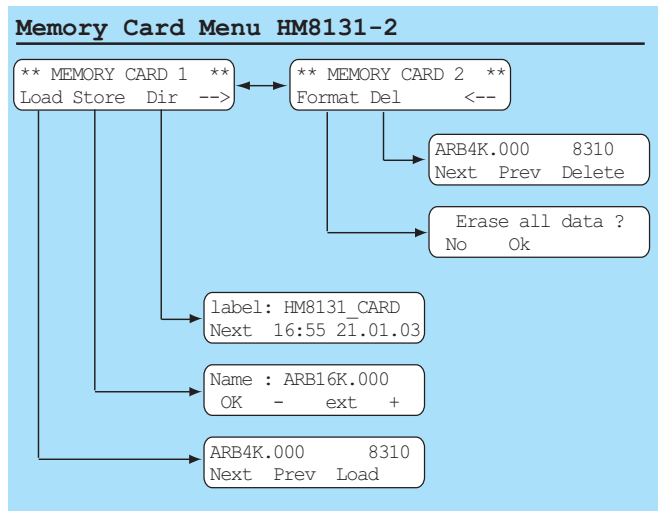 Memory Card Menu HM8131-2
** MEMORY CARD 1 **
Load Store Dir -->
** MEMORY CARD 2 **
Format Del <--
ARB4K.000 8310
Next Prev Delete
Erase all data ?
No Ok
label: HM8131_CARD
Next 16:55 21.01.03
Name : ARB16K.000
OK - ext +
ARB4K.000 8310
Next Prev Load